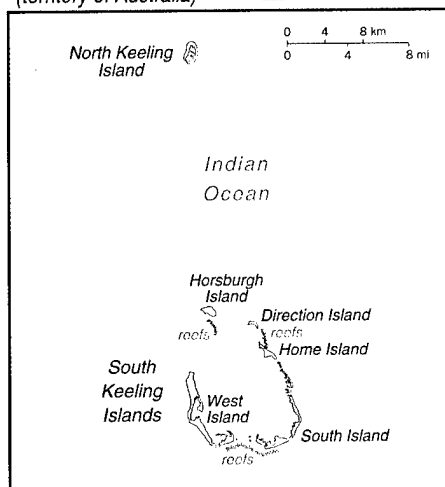 (territory of Australia)
North Keeling
Island
0 4 8 km
0 4 8 mi
Indian
Ocean
Horsburgh
Island
reefs
Direction Island
reefs
Home Island
South
Keeling
Islands
West
Island
South Island
reefs